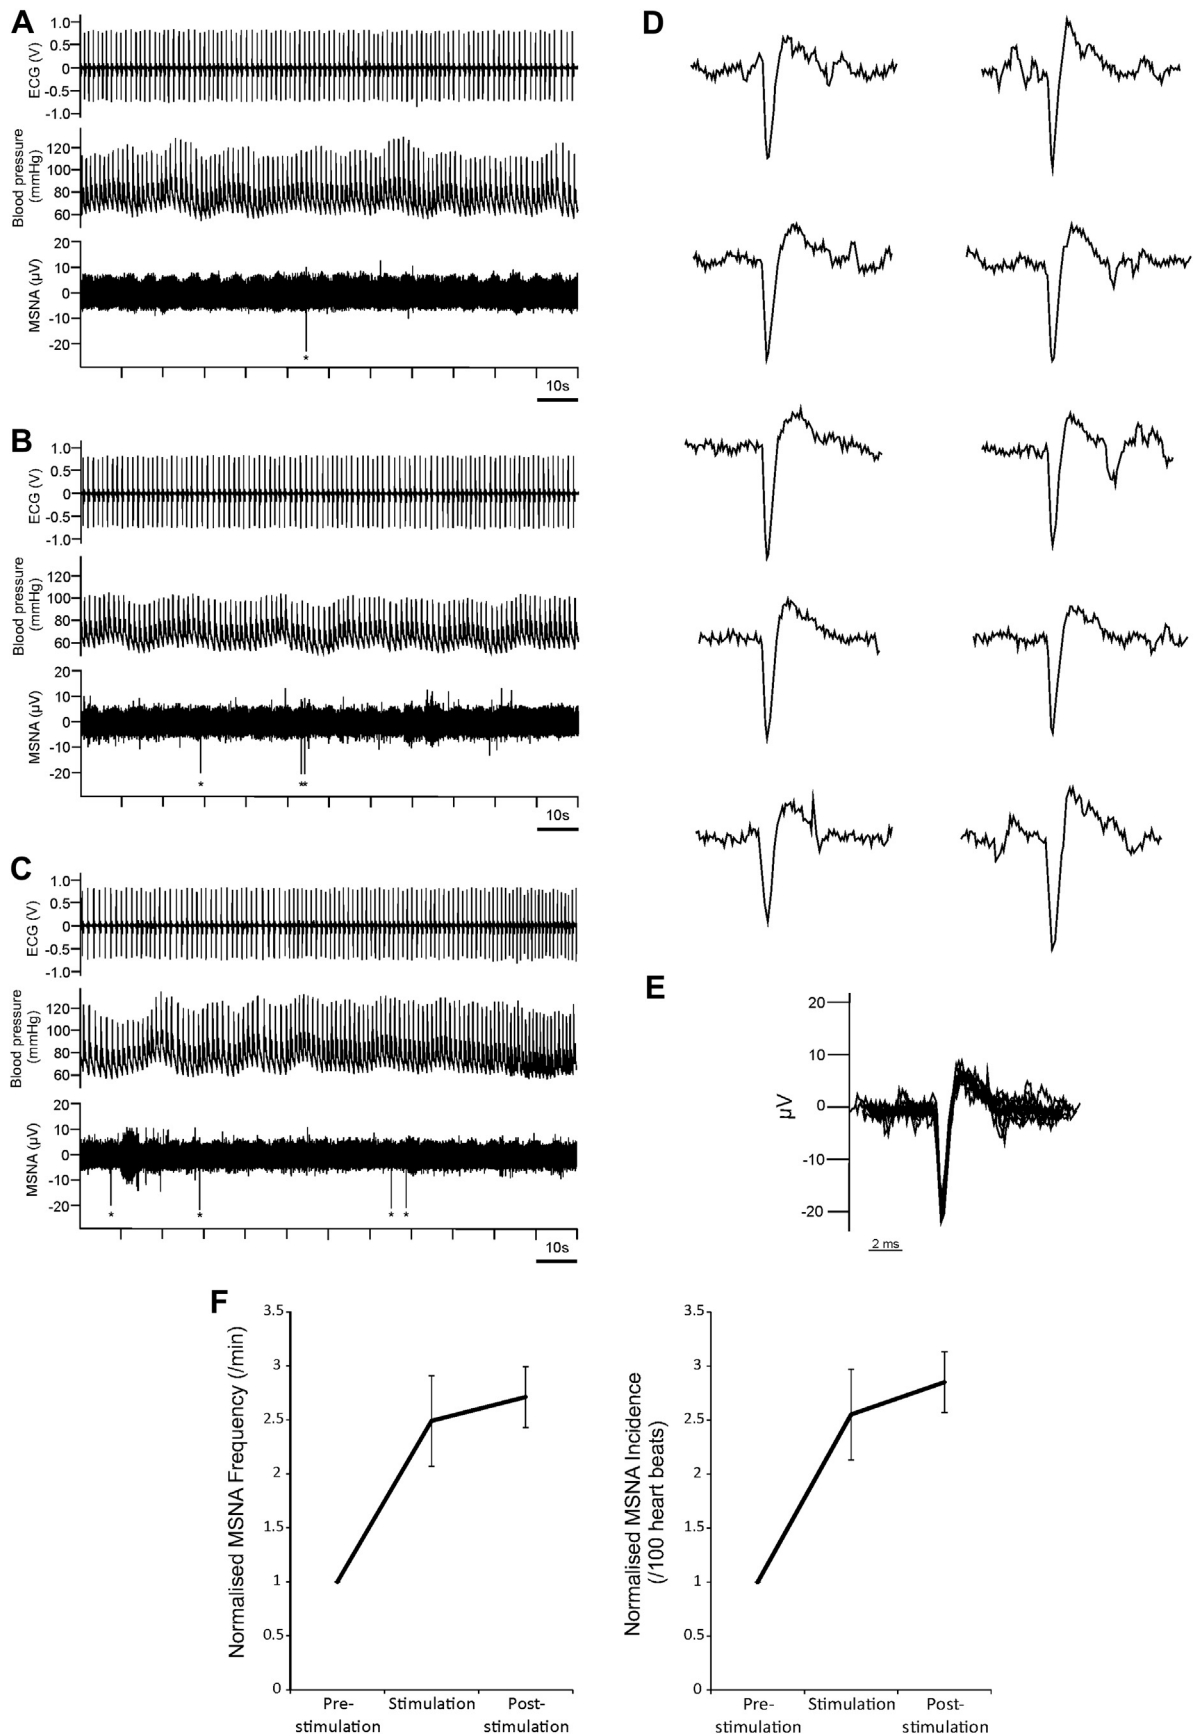 A
ECG (V)
1.0
0.5
0
-0.5
-1.0
Blood pressure
(mmHg)
120
100
80
60
MSNA (µV)
20
10
0
-10
-20
*
10s
B
ECG (V)
1.0
0.5
0
-0.5
-1.0
Blood pressure
(mmHg)
120
100
80
60
MSNA (µV)
20
10
0
-10
-20
* **
10s
C
ECG (V)
1.0
0.5
0
-0.5
-1.0
Blood pressure
(mmHg)
120
100
80
60
MSNA (µV)
20
10
0
-10
-20
* * * *
10s
D
E
µV
20
10
0
-10
-20
2 ms
F
Normalised MSNA Frequency (/min)
3.5
3
2.5
2
1.5
1
0.5
0
Pre-
stimulation
Stimulation
Post-
stimulation
Normalised MSNA Incidence
(/100 heart beats)
3.5
3
2.5
2
1.5
1
0.5
0
Pre-
stimulation
Stimulation
Post-
stimulation